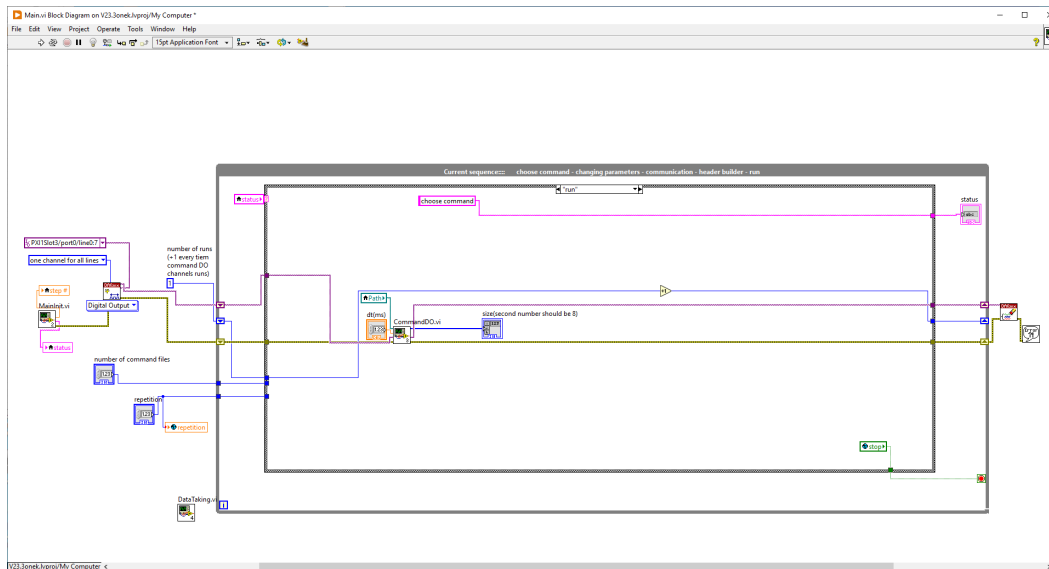 Main.vi Block Diagram on V23.3onek.lvproj/My Computer *
File Edit View Project Operate Tools Window Help
15pt Application Font
Current sequence::: choose command - changing parameters - communication - header builder - run
"run"
status
choose command
status
PXI1Slot3/port0/line0:7
one channel for all lines
number of runs
(+1 every tiem
command DO
channels runs)
1
step #
MainInit.vi
Digital Output
status
Path
dt(ms)
CommandDO.vi
size(second number should be 8)
+1
number of command files
repetition
repetition
stop
DataTaking.vi
i
V23.3onek.lvproj/My Computer